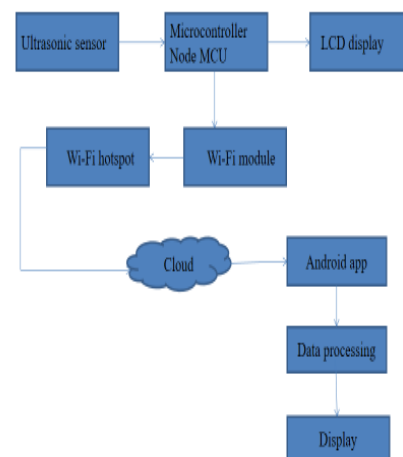 Ultrasonic sensor
Microcontroller
Node MCU
LCD display
Wi-Fi hotspot
Wi-Fi module
Cloud
Android app
Data processing
Display